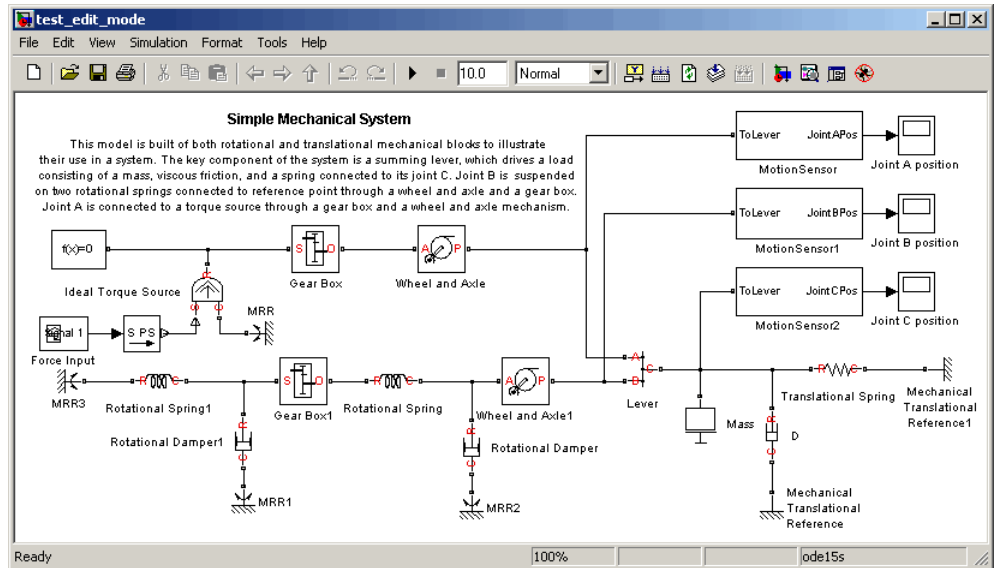 test_edit_mode
File Edit View Simulation Format Tools Help
10.0 Normal
Simple Mechanical System
This model is built of both rotational and translational mechanical blocks to illustrate
their use in a system. The key component of the system is a summing lever, which drives a load
consisting of a mass, viscous friction, and a spring connected to its joint C. Joint B is suspended
on two rotational springs connected to reference point through a wheel and axle and a gear box.
Joint A is connected to a torque source through a gear box and a wheel and axle mechanism.
ToLever JointAPos
MotionSensor
Joint A position
ToLever JointBPos
MotionSensor1
Joint B position
ToLever JointCPos
MotionSensor2
Joint C position
f(x)=0
S O
Gear Box
A P
Wheel and Axle
Ideal Torque Source
R
S C
MRR
Signal 1
Force Input
S PS
MRR3
R C
Rotational Spring1
S O
Gear Box1
R C
Rotational Spring
A P
Wheel and Axle1
A
B
C
Lever
Mass
R C
Translational Spring
Mechanical
Translational
Reference1
Rotational Damper1
R
C
MRR1
Rotational Damper
R
C
MRR2
R
C
D
Mechanical
Translational
Reference
Ready 100% ode15s